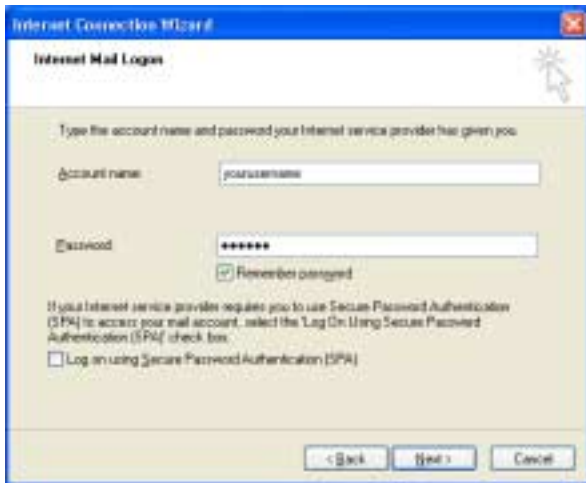 Internet Connection Wizard
Internet Mail Logon
Type the account name and password your Internet service provider has given you.
Account name: yourusername
Password: ••••••
Remember password
If your Internet service provider requires you to use Secure Password Authentication
(SPA) to access your mail account, select the 'Log On Using Secure Password
Authentication (SPA)' check box.
Log on using Secure Password Authentication (SPA)
< Back Next > Cancel